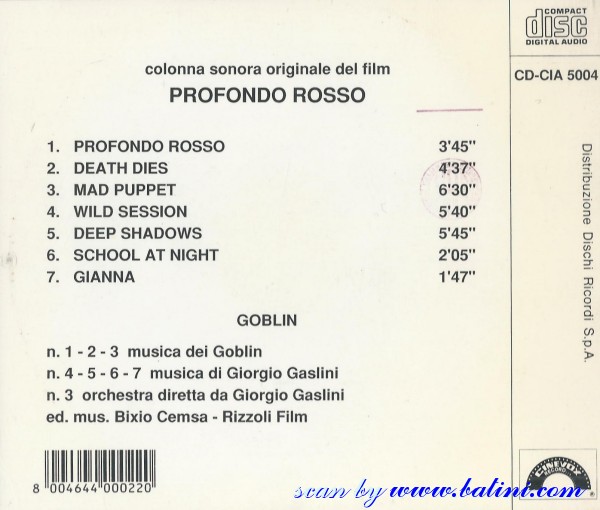 COMPACT
disc
DIGITAL AUDIO
CD-CIA 5004
colonna sonora originale del film
PROFONDO ROSSO
1. PROFONDO ROSSO 3'45"
2. DEATH DIES 4'37"
3. MAD PUPPET 6'30"
4. WILD SESSION 5'40"
5. DEEP SHADOWS 5'45"
6. SCHOOL AT NIGHT 2'05"
7. GIANNA 1'47"
GOBLIN
n. 1 - 2 - 3 musica dei Goblin
n. 4 - 5 - 6 - 7 musica di Giorgio Gaslini
n. 3 orchestra diretta da Giorgio Gaslini
ed. mus. Bixio Cemsa - Rizzoli Film
Distribuzione Dischi Ricordi S.p.A.
8 004644 000220
CINEVOX
RECORD
scan by www.batini.com